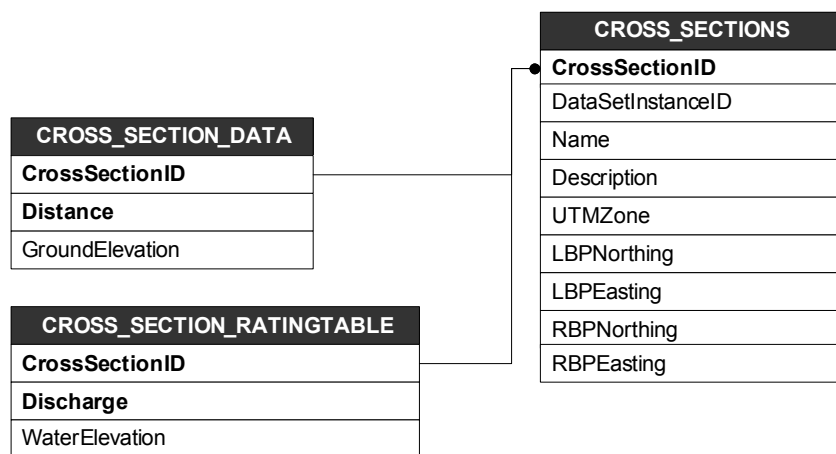 CROSS_SECTIONS
CrossSectionID
DataSetInstanceID
Name
Description
UTMZone
LBPNorthing
LBPEasting
RBPNorthing
RBPEasting
CROSS_SECTION_DATA
CrossSectionID
Distance
GroundElevation
CROSS_SECTION_RATINGTABLE
CrossSectionID
Discharge
WaterElevation